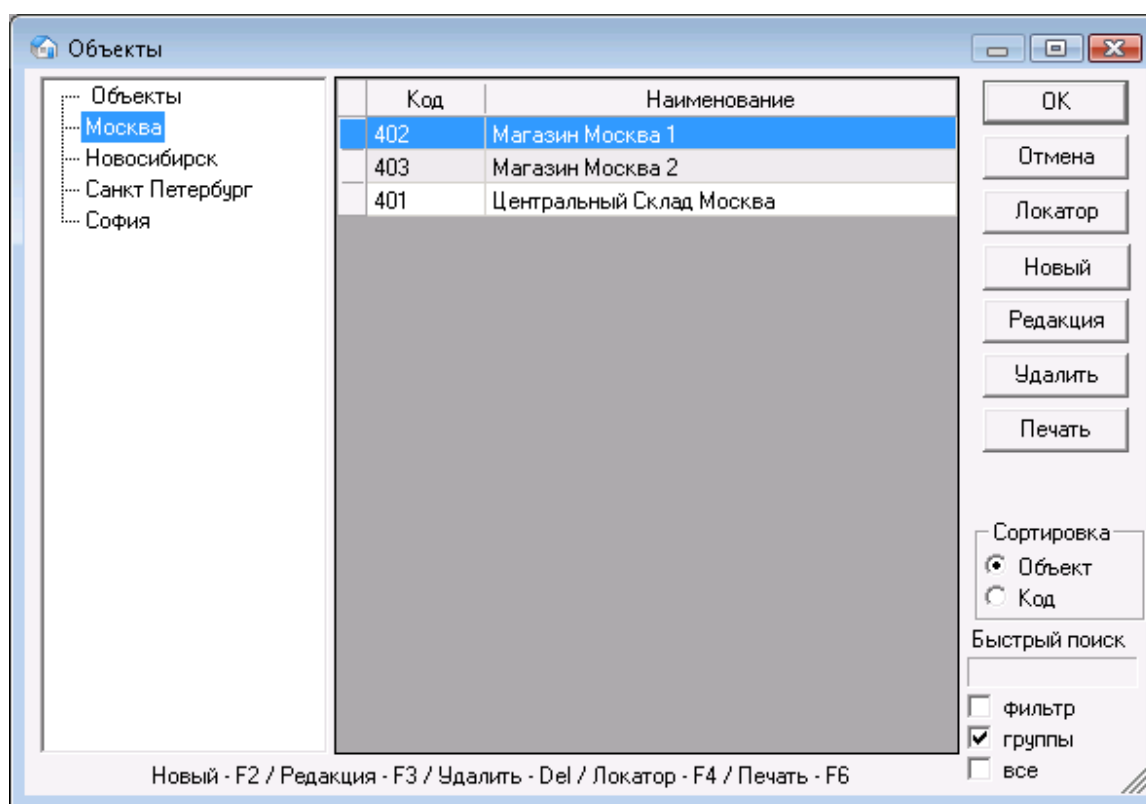 Объекты
Объекты
Москва
Новосибирск
Санкт Петербург
София
Код Наименование
402 Магазин Москва 1
403 Магазин Москва 2
401 Центральный Склад Москва
OK
Отмена
Локатор
Новый
Редакция
Удалить
Печать
Сортировка
Объект
Код
Быстрый поиск
фильтр
группы
все
Новый - F2 / Редакция - F3 / Удалить - Del / Локатор - F4 / Печать - F6